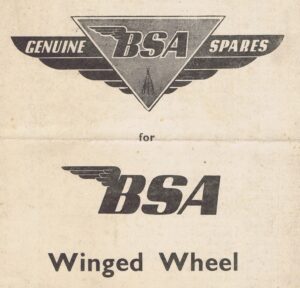 GENUINE BSA SPARES
for
BSA
Winged Wheel